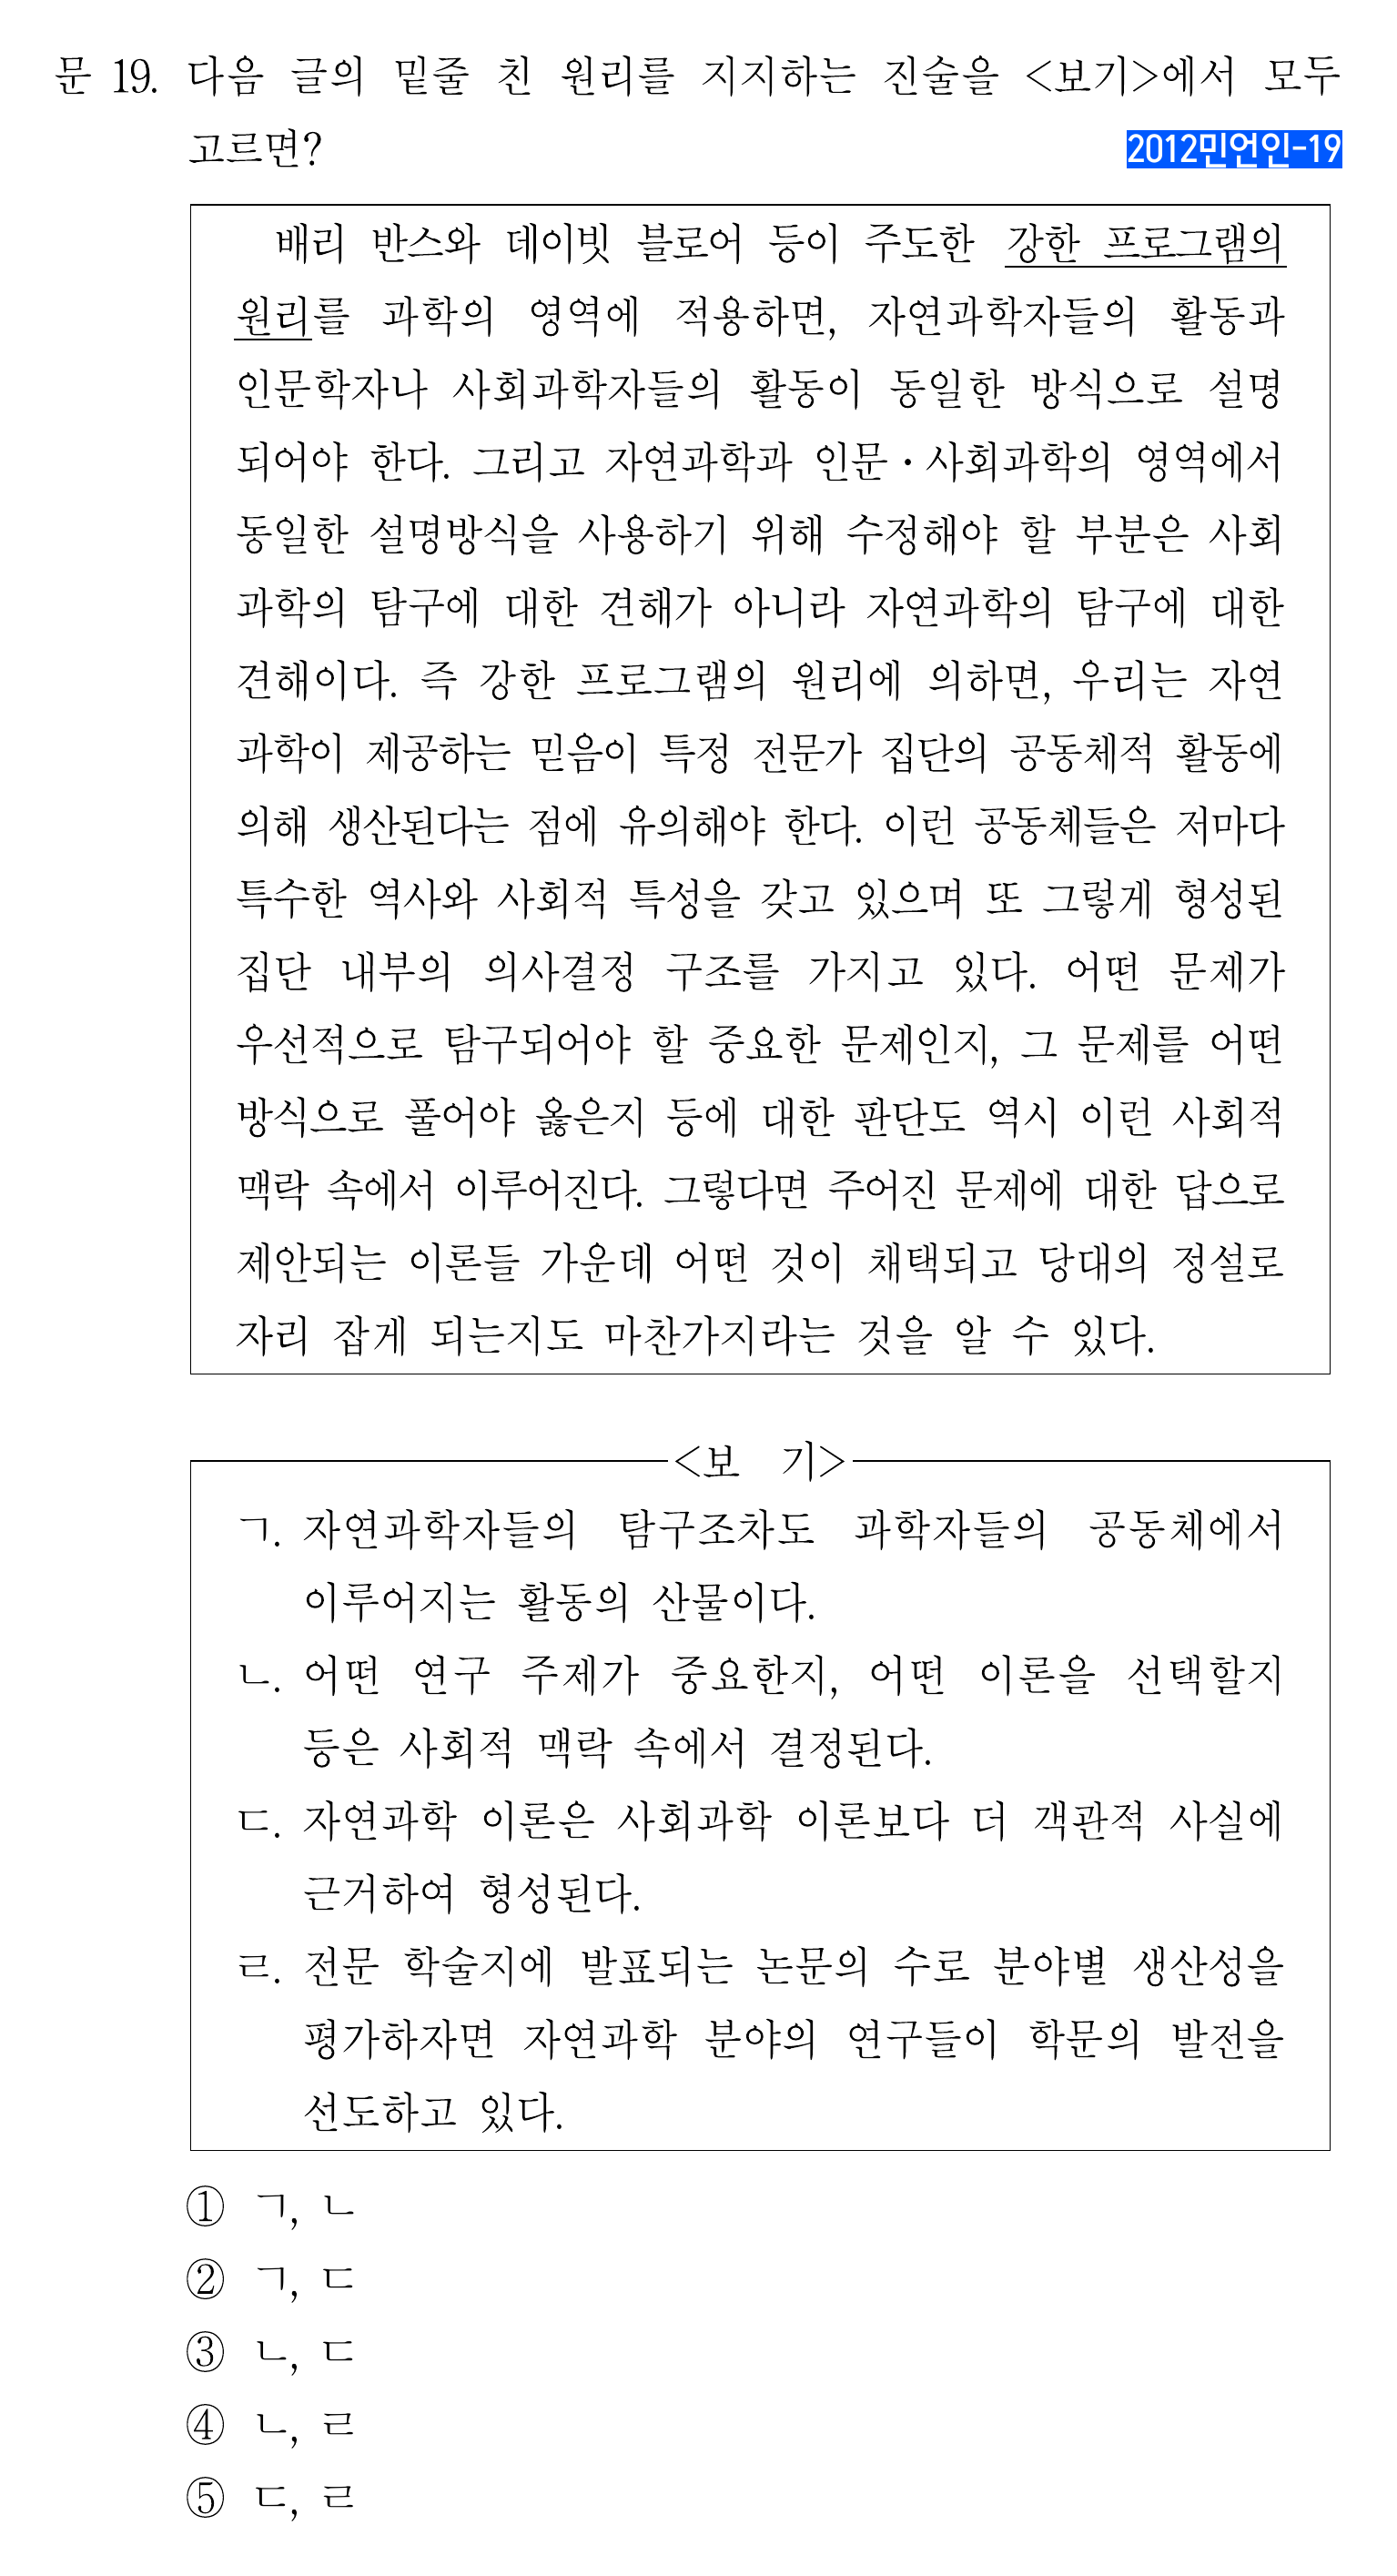 문 19. 다음 글의 밑줄 친 원리를 지지하는 진술을 <보기>에서 모두
고르면?
2012민언인-19
배리 반스와 데이빗 블로어 등이 주도한 강한 프로그램의
원리를 과학의 영역에 적용하면, 자연과학자들의 활동과
인문학자나 사회과학자들의 활동이 동일한 방식으로 설명
되어야 한다. 그리고 자연과학과 인문・사회과학의 영역에서
동일한 설명방식을 사용하기 위해 수정해야 할 부분은 사회
과학의 탐구에 대한 견해가 아니라 자연과학의 탐구에 대한
견해이다. 즉 강한 프로그램의 원리에 의하면, 우리는 자연
과학이 제공하는 믿음이 특정 전문가 집단의 공동체적 활동에
의해 생산된다는 점에 유의해야 한다. 이런 공동체들은 저마다
특수한 역사와 사회적 특성을 갖고 있으며 또 그렇게 형성된
집단 내부의 의사결정 구조를 가지고 있다. 어떤 문제가
우선적으로 탐구되어야 할 중요한 문제인지, 그 문제를 어떤
방식으로 풀어야 옳은지 등에 대한 판단도 역시 이런 사회적
맥락 속에서 이루어진다. 그렇다면 주어진 문제에 대한 답으로
제안되는 이론들 가운데 어떤 것이 채택되고 당대의 정설로
자리 잡게 되는지도 마찬가지라는 것을 알 수 있다.
<보 기>
ㄱ. 자연과학자들의 탐구조차도 과학자들의 공동체에서
이루어지는 활동의 산물이다.
ㄴ. 어떤 연구 주제가 중요한지, 어떤 이론을 선택할지
등은 사회적 맥락 속에서 결정된다.
ㄷ. 자연과학 이론은 사회과학 이론보다 더 객관적 사실에
근거하여 형성된다.
ㄹ. 전문 학술지에 발표되는 논문의 수로 분야별 생산성을
평가하자면 자연과학 분야의 연구들이 학문의 발전을
선도하고 있다.
① ㄱ, ㄴ
② ㄱ, ㄷ
③ ㄴ, ㄷ
④ ㄴ, ㄹ
⑤ ㄷ, ㄹ